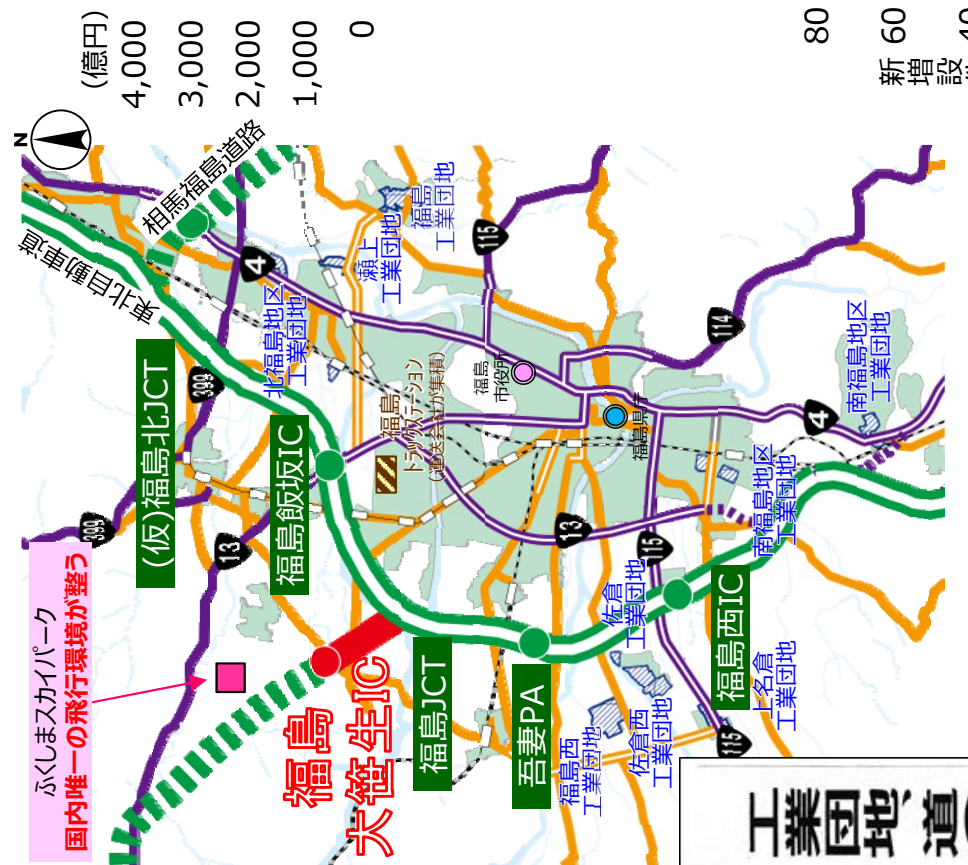 ふくしまスカイパーク
国内唯一の飛行環境が整う
N
(億円)
4,000
3,000
2,000
1,000
0
相馬福島道路
東北自動車道
399
399
(仮)福島北JCT
13
4
北福島地区
工業団地
瀬上
工業団地
福島
工業団地
115
福島飯坂IC
福島
トラックステーション
(運送会社が集積)
福島
市役所
福島
大笹生IC
福島JCT
吾妻PA
13
福島県庁
114
4
南福島地区
工業団地
南福島地区
工業団地
115
佐倉
工業団地
福島西IC
上名倉
工業団地
115
福島西
工業団地
佐倉西
工業団地
80
60
40
新
増
設
工業
団地、
道